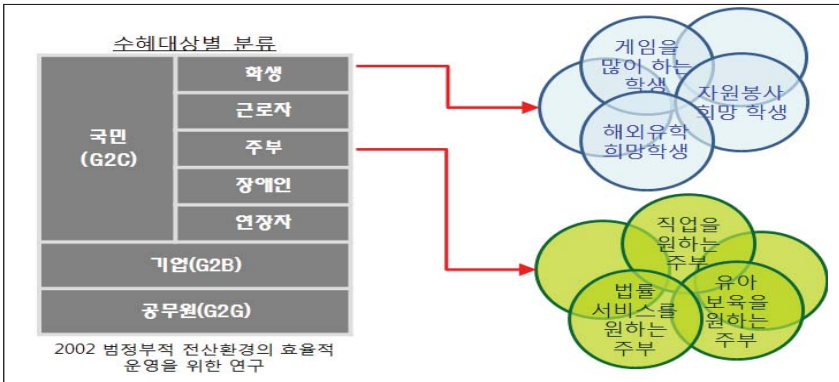 수혜대상별 분류
국민
(G2C)
학생
근로자
주부
장애인
연장자
기업(G2B)
공무원(G2G)
2002 범정부적 전산환경의 효율적
운영을 위한 연구
게임을
많이 하는
학생
자원봉사
희망 학생
해외유학
희망학생
직업을
원하는
주부
법률
서비스를
원하는
주부
유아
보육을
원하는
주부